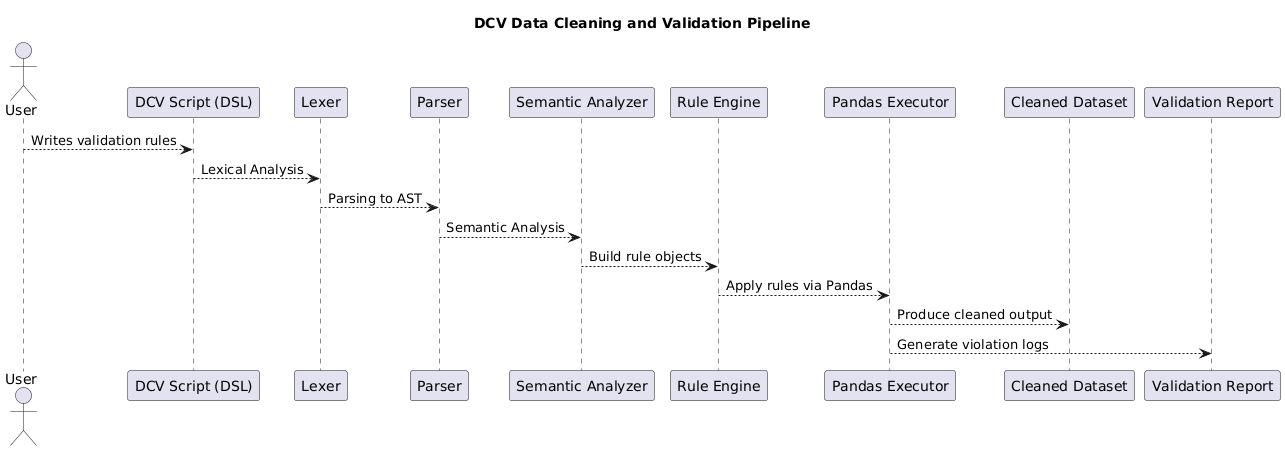 DCV Data Cleaning and Validation Pipeline
User
DCV Script (DSL)
Lexer
Parser
Semantic Analyzer
Rule Engine
Pandas Executor
Cleaned Dataset
Validation Report
Writes validation rules
Lexical Analysis
Parsing to AST
Semantic Analysis
Build rule objects
Apply rules via Pandas
Produce cleaned output
Generate violation logs
User
DCV Script (DSL)
Lexer
Parser
Semantic Analyzer
Rule Engine
Pandas Executor
Cleaned Dataset
Validation Report